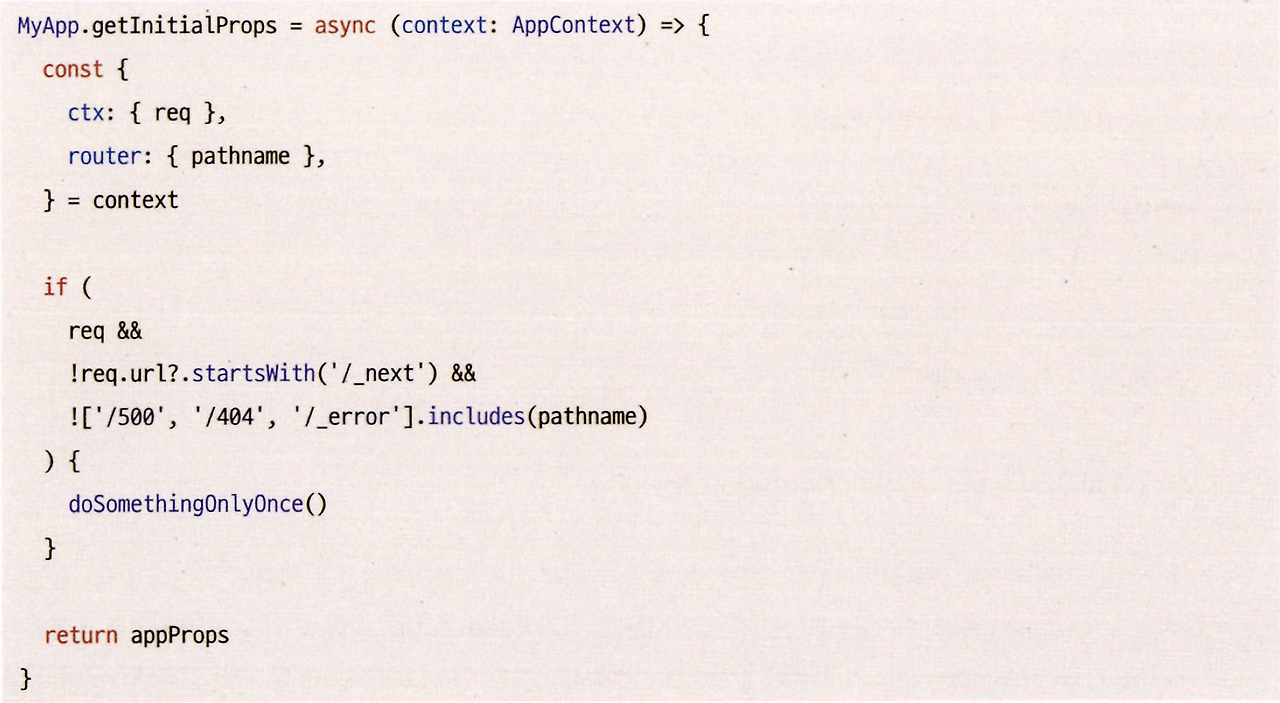 MyApp.getInitialProps = async (context: AppContext) => {
  const {
    ctx: { req },
    router: { pathname },
  } = context

  if (
    req &&
    !req.url?.startsWith('/_next') &&
    !['/500', '/404', '/_error'].includes(pathname)
  ) {
    doSomethingOnlyOnce()
  }

  return appProps
}